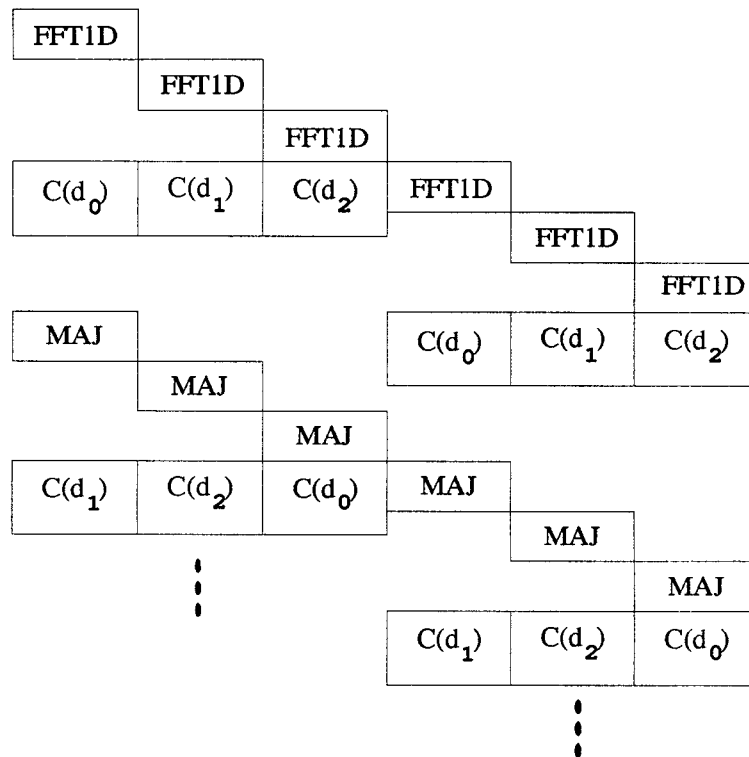 FFT1D
FFT1D
FFT1D
C(d₀) C(d₁) C(d₂) FFT1D
FFT1D
FFT1D
MAJ C(d₀) C(d₁) C(d₂)
MAJ
MAJ
C(d₁) C(d₂) C(d₀) MAJ
MAJ
MAJ
C(d₁) C(d₂) C(d₀)